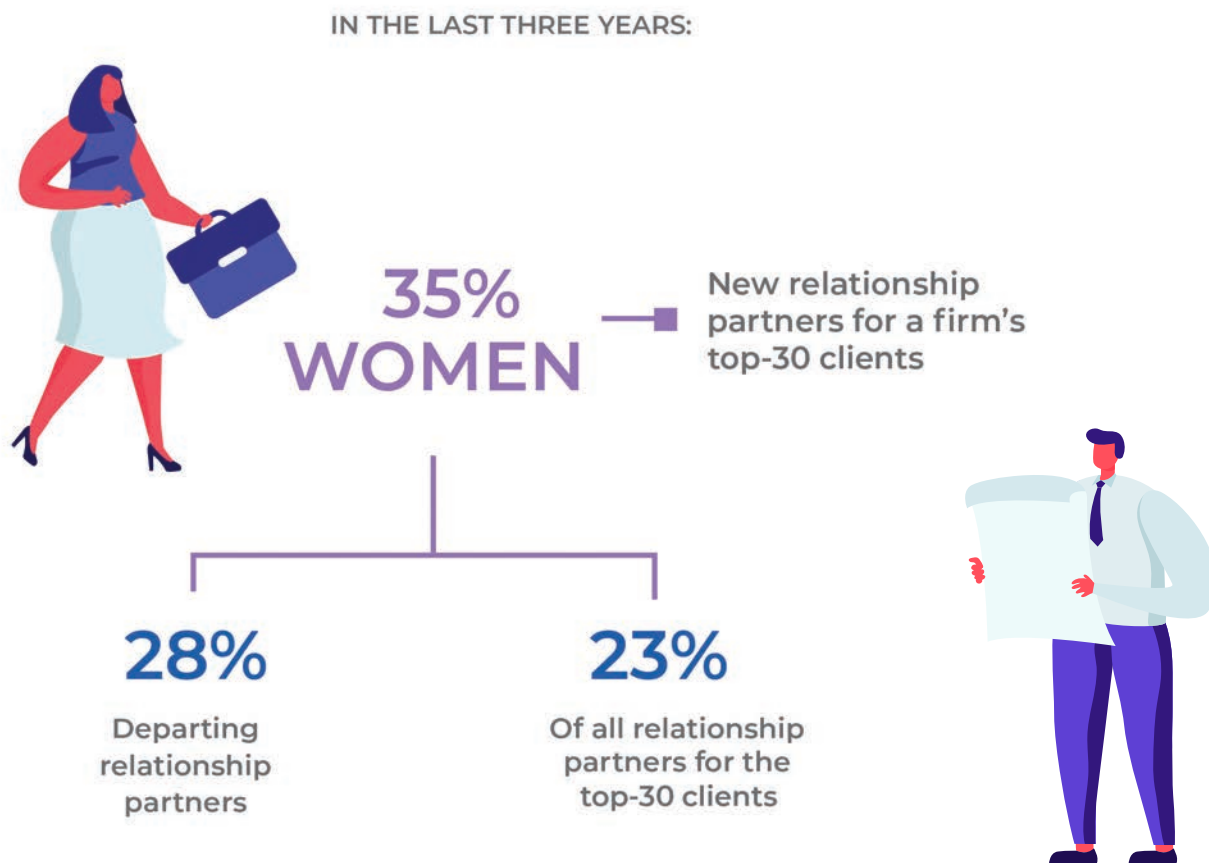 IN THE LAST THREE YEARS:
35%
WOMEN
New relationship
partners for a firm's
top-30 clients
28%
Departing
relationship
partners
23%
Of all relationship
partners for the
top-30 clients